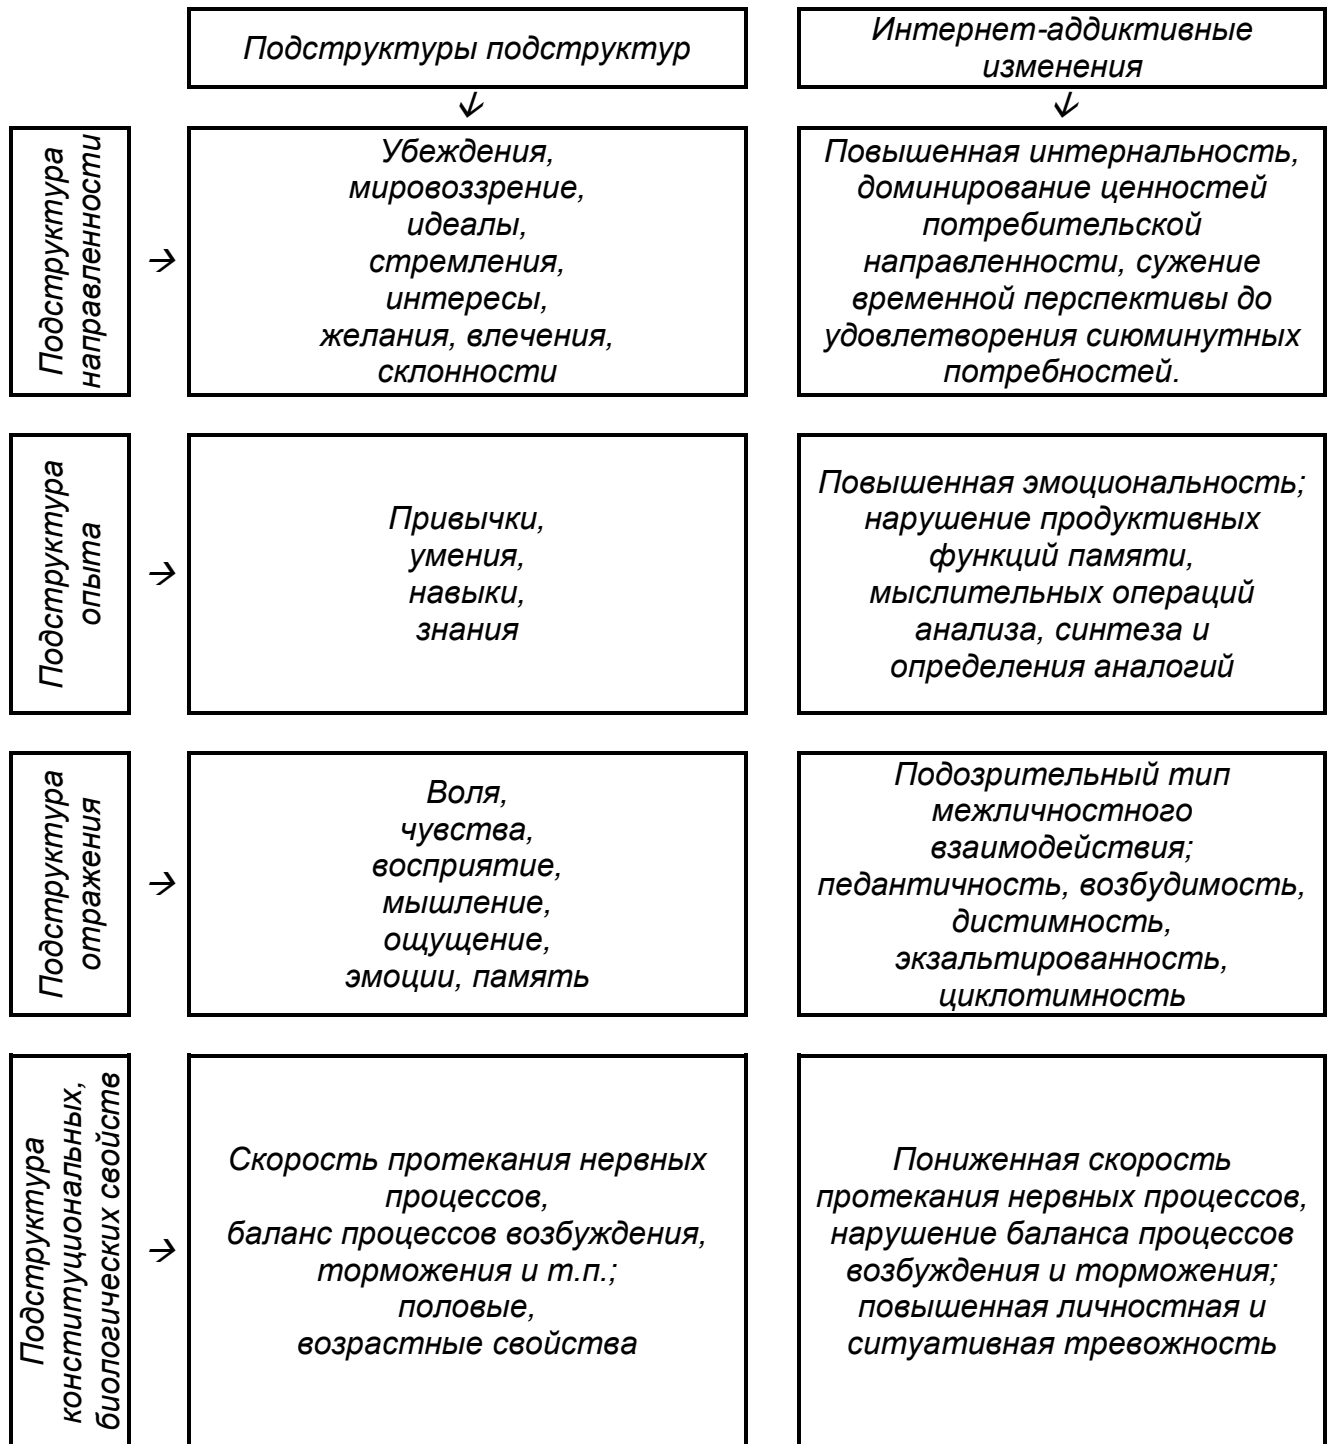 Подструктуры подструктур
Интернет-аддиктивные
изменения
↓
↓
Подструктура
направленности
→
Убеждения,
мировоззрение,
идеалы,
стремления,
интересы,
желания, влечения,
склонности
Повышенная интернальность,
доминирование ценностей
потребительской
направленности, сужение
временной перспективы до
удовлетворения сиюминутных
потребностей.
Подструктура
опыта
→
Привычки,
умения,
навыки,
знания
Повышенная эмоциональность;
нарушение продуктивных
функций памяти,
мыслительных операций
анализа, синтеза и
определения аналогий
Подструктура
отражения
→
Воля,
чувства,
восприятие,
мышление,
ощущение,
эмоции, память
Подозрительный тип
межличностного
взаимодействия;
педантичность, возбудимость,
дистимность,
экзальтированность,
циклотимность
Подструктура
конституциональных,
биологических свойств
→
Скорость протекания нервных
процессов,
баланс процессов возбуждения,
торможения и т.п.;
половые,
возрастные свойства
Пониженная скорость
протекания нервных процессов,
нарушение баланса процессов
возбуждения и торможения;
повышенная личностная и
ситуативная тревожность